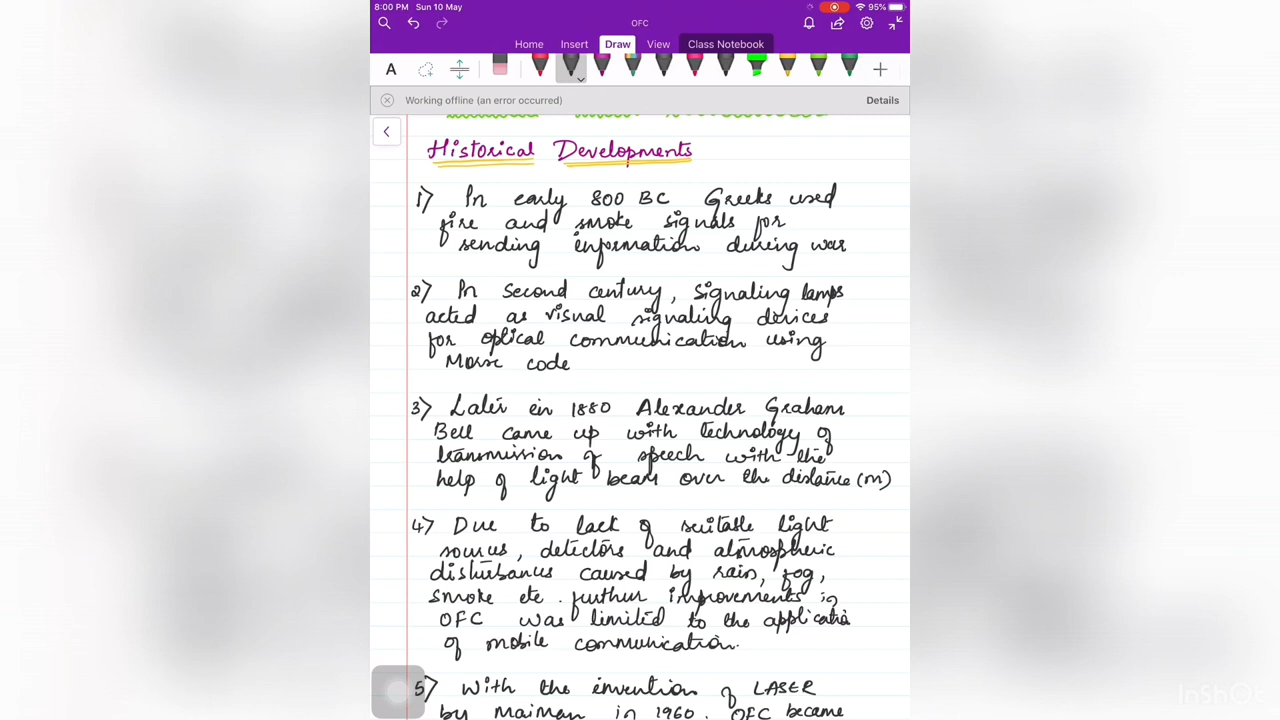 8:00 PM Sun 10 May
95%
OFC
Home Insert Draw View Class Notebook
A
Working offline (an error occurred) Details
Historical Developments
1) In early 800 BC Greeks used
fire and smoke signals for
sending information during war
2) In second century, signaling lamps
acted as visual signaling devices
for optical communication using
Morse code
3) Later in 1880 Alexander Graham
Bell came up with technology of
transmission of speech with the
help of light beam over the distance (m)
4) Due to lack of suitable light
sources, detectors and atmospheric
disturbances caused by rain, fog,
smoke etc. further improvements in
OFC was limited to the application
of mobile communication.
5) With the invention of LASER
by Maiman in 1960. OFC became
InShOt